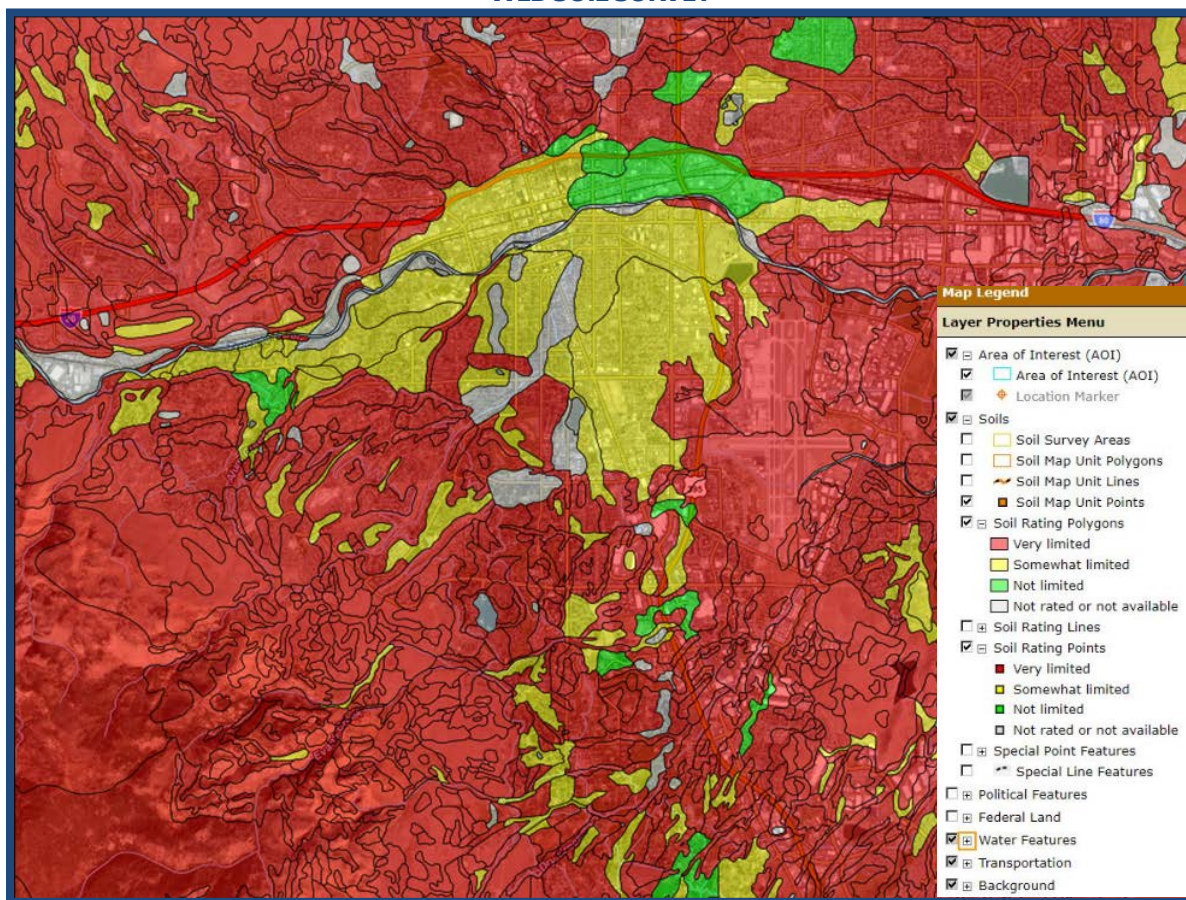 WEB SOIL SURVEY
Map Legend
Layer Properties Menu
Area of Interest (AOI)
Area of Interest (AOI)
Location Marker
Soils
Soil Survey Areas
Soil Map Unit Polygons
Soil Map Unit Lines
Soil Map Unit Points
Soil Rating Polygons
Very limited
Somewhat limited
Not limited
Not rated or not available
Soil Rating Lines
Soil Rating Points
Very limited
Somewhat limited
Not limited
Not rated or not available
Special Point Features
Special Line Features
Political Features
Federal Land
Water Features
Transportation
Background